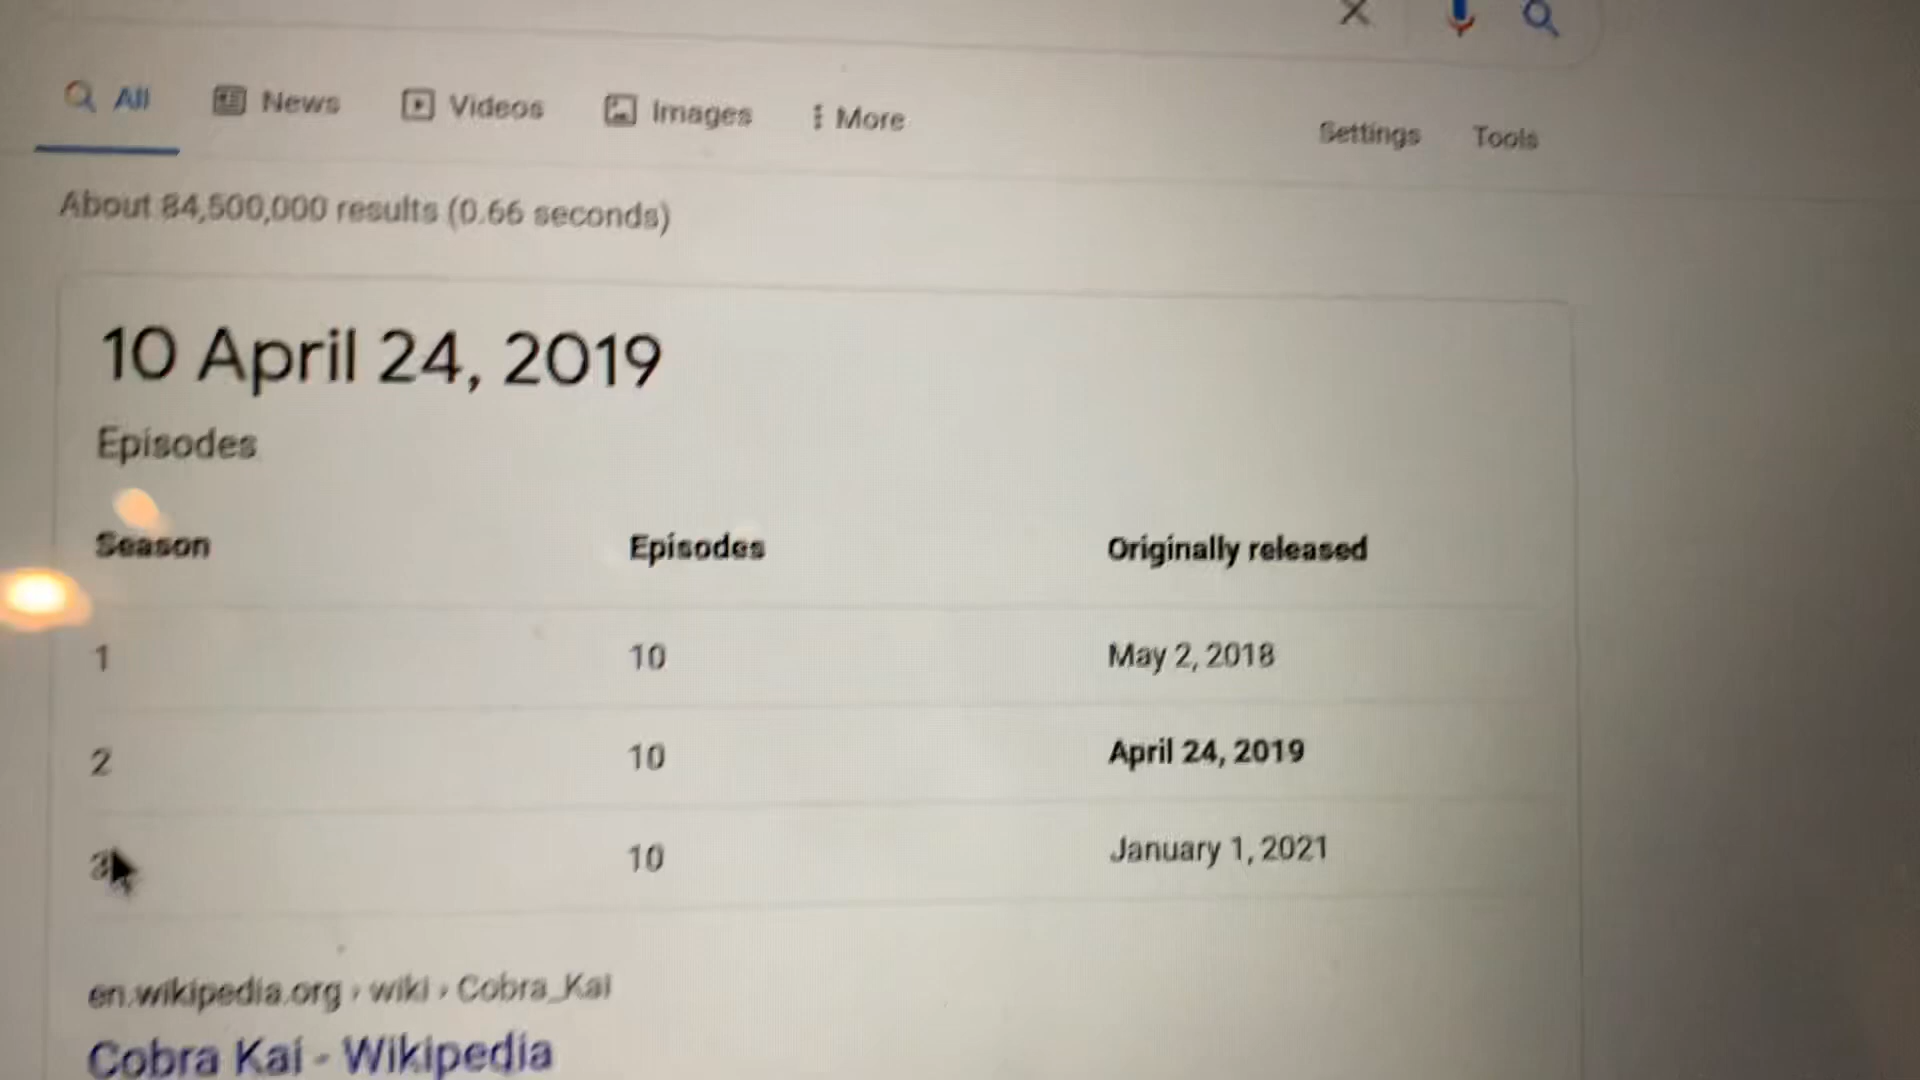 All News Videos Images More Settings Tools
About 84,500,000 results (0.66 seconds)
10 April 24, 2019
Episodes
Season Episodes Originally released
1 10 May 2, 2018
2 10 April 24, 2019
3 10 January 1, 2021
en.wikipedia.org › wiki › Cobra_Kai
Cobra Kai - Wikipedia